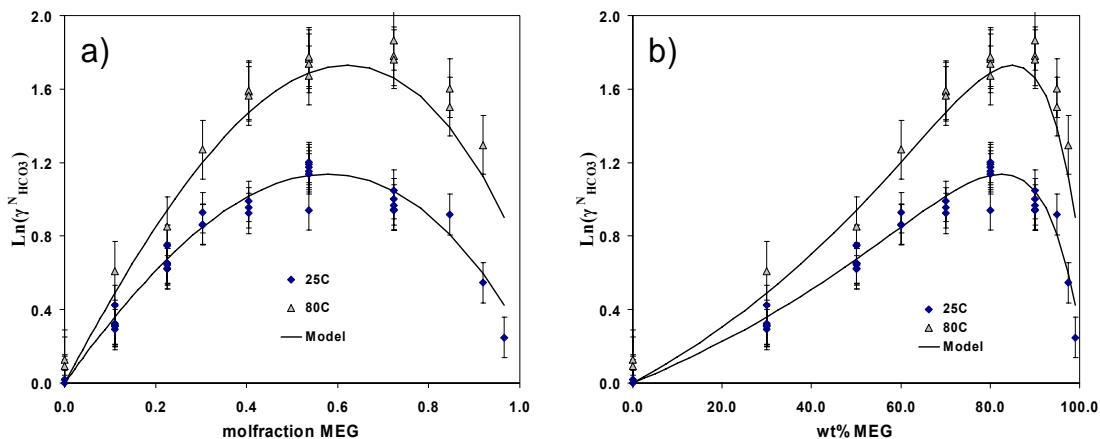 a)
2.0
1.6
1.2
0.8
0.4
0.0
Ln(γ^N HCO3)
25C
80C
Model
0.0 0.2 0.4 0.6 0.8 1.0
molfraction MEG
b)
2.0
1.6
1.2
0.8
0.4
0.0
Ln(γ^N HCO3)
25C
80C
Model
0.0 20.0 40.0 60.0 80.0 100.0
wt% MEG